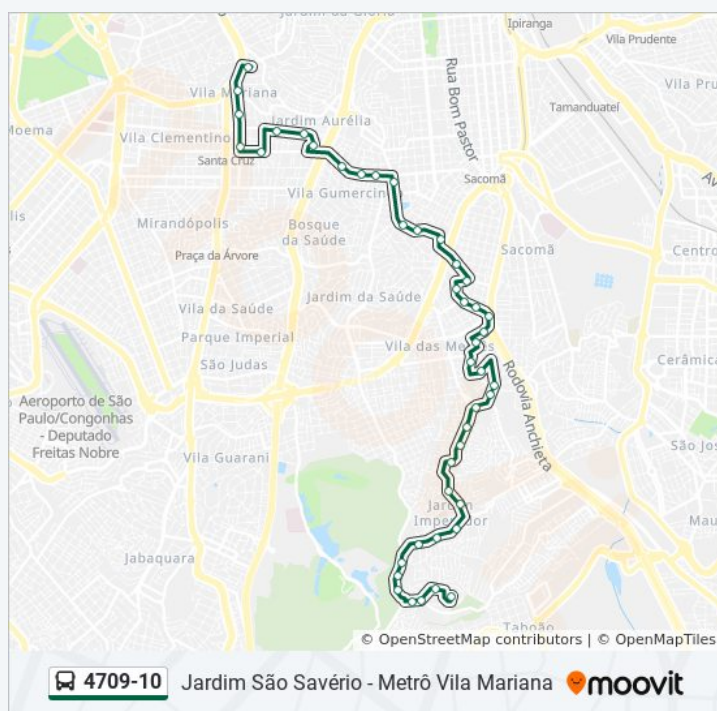 Jardim da Glória
Ipiranga
Vila Prudente
Rua Bom Pastor
Vila Mariana
Vila Pru
Tamanduateí
Jardim Aurélia
Moema
Vila Clementino
Santa Cruz
Sacomã
Vila Gumercin
Av
Mirandópolis
Bosque
da Saúde
Sacomã
Centro
Praça da Árvore
Jardim da Saúde
Vila da Saúde
Parque Imperial
Vila das Me
São Judas
Cerâmica
Rodovia Anchieta
Aeroporto de São
Paulo/Congonhas
- Deputado
Freitas Nobre
São Jos
Vila Guarani
Jardim
Imperador
Mau
Jabaquara
Taboão
© OpenStreetMap contributors | © OpenMapTiles
4709-10 Jardim São Savério - Metrô Vila Mariana moovit